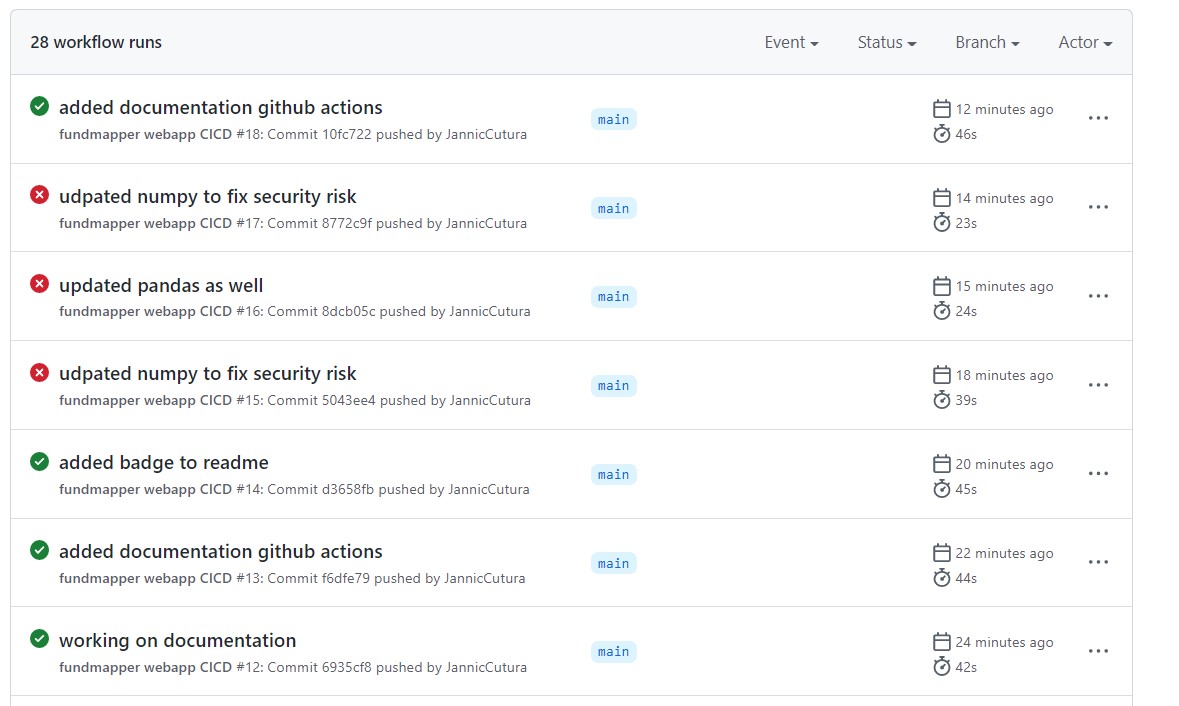 28 workflow runs Event Status Branch Actor
added documentation github actions
fundmapper webapp CICD #18: Commit 10fc722 pushed by JannicCutura
main
12 minutes ago
46s
udpated numpy to fix security risk
fundmapper webapp CICD #17: Commit 8772c9f pushed by JannicCutura
main
14 minutes ago
23s
updated pandas as well
fundmapper webapp CICD #16: Commit 8dcb05c pushed by JannicCutura
main
15 minutes ago
24s
udpated numpy to fix security risk
fundmapper webapp CICD #15: Commit 5043ee4 pushed by JannicCutura
main
18 minutes ago
39s
added badge to readme
fundmapper webapp CICD #14: Commit d3658fb pushed by JannicCutura
main
20 minutes ago
45s
added documentation github actions
fundmapper webapp CICD #13: Commit f6dfe79 pushed by JannicCutura
main
22 minutes ago
44s
working on documentation
fundmapper webapp CICD #12: Commit 6935cf8 pushed by JannicCutura
main
24 minutes ago
42s